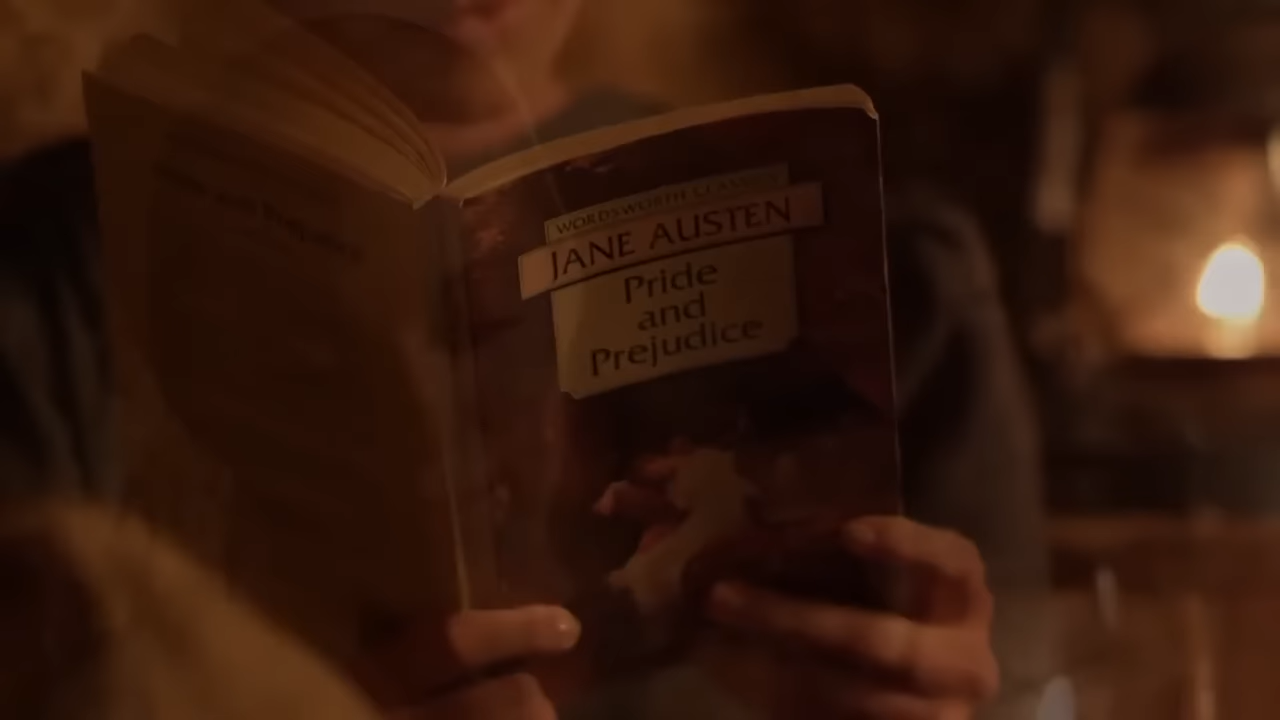 WORDSWORTH CLASSICS
JANE AUSTEN
Pride
and
Prejudice